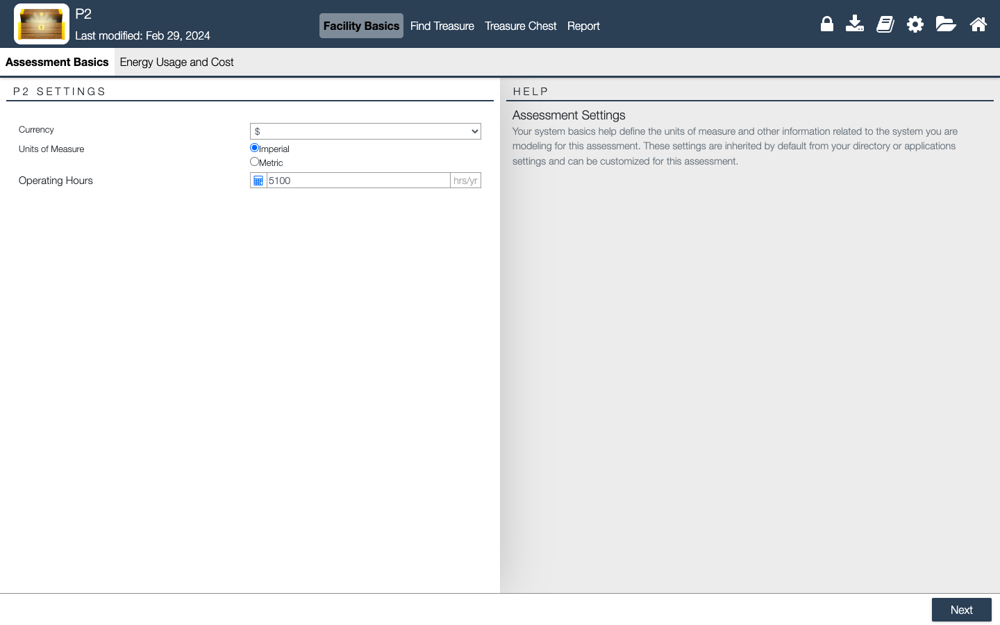 P2
Last modified: Feb 29, 2024
Facility Basics
Find Treasure
Treasure Chest
Report
Assessment Basics
Energy Usage and Cost
P2 SETTINGS
Currency
$
Units of Measure
Imperial
Metric
Operating Hours
5100
hrs/yr
HELP
Assessment Settings
Your system basics help define the units of measure and other information related to the system you are
modeling for this assessment. These settings are inherited by default from your directory or applications
settings and can be customized for this assessment.
Next